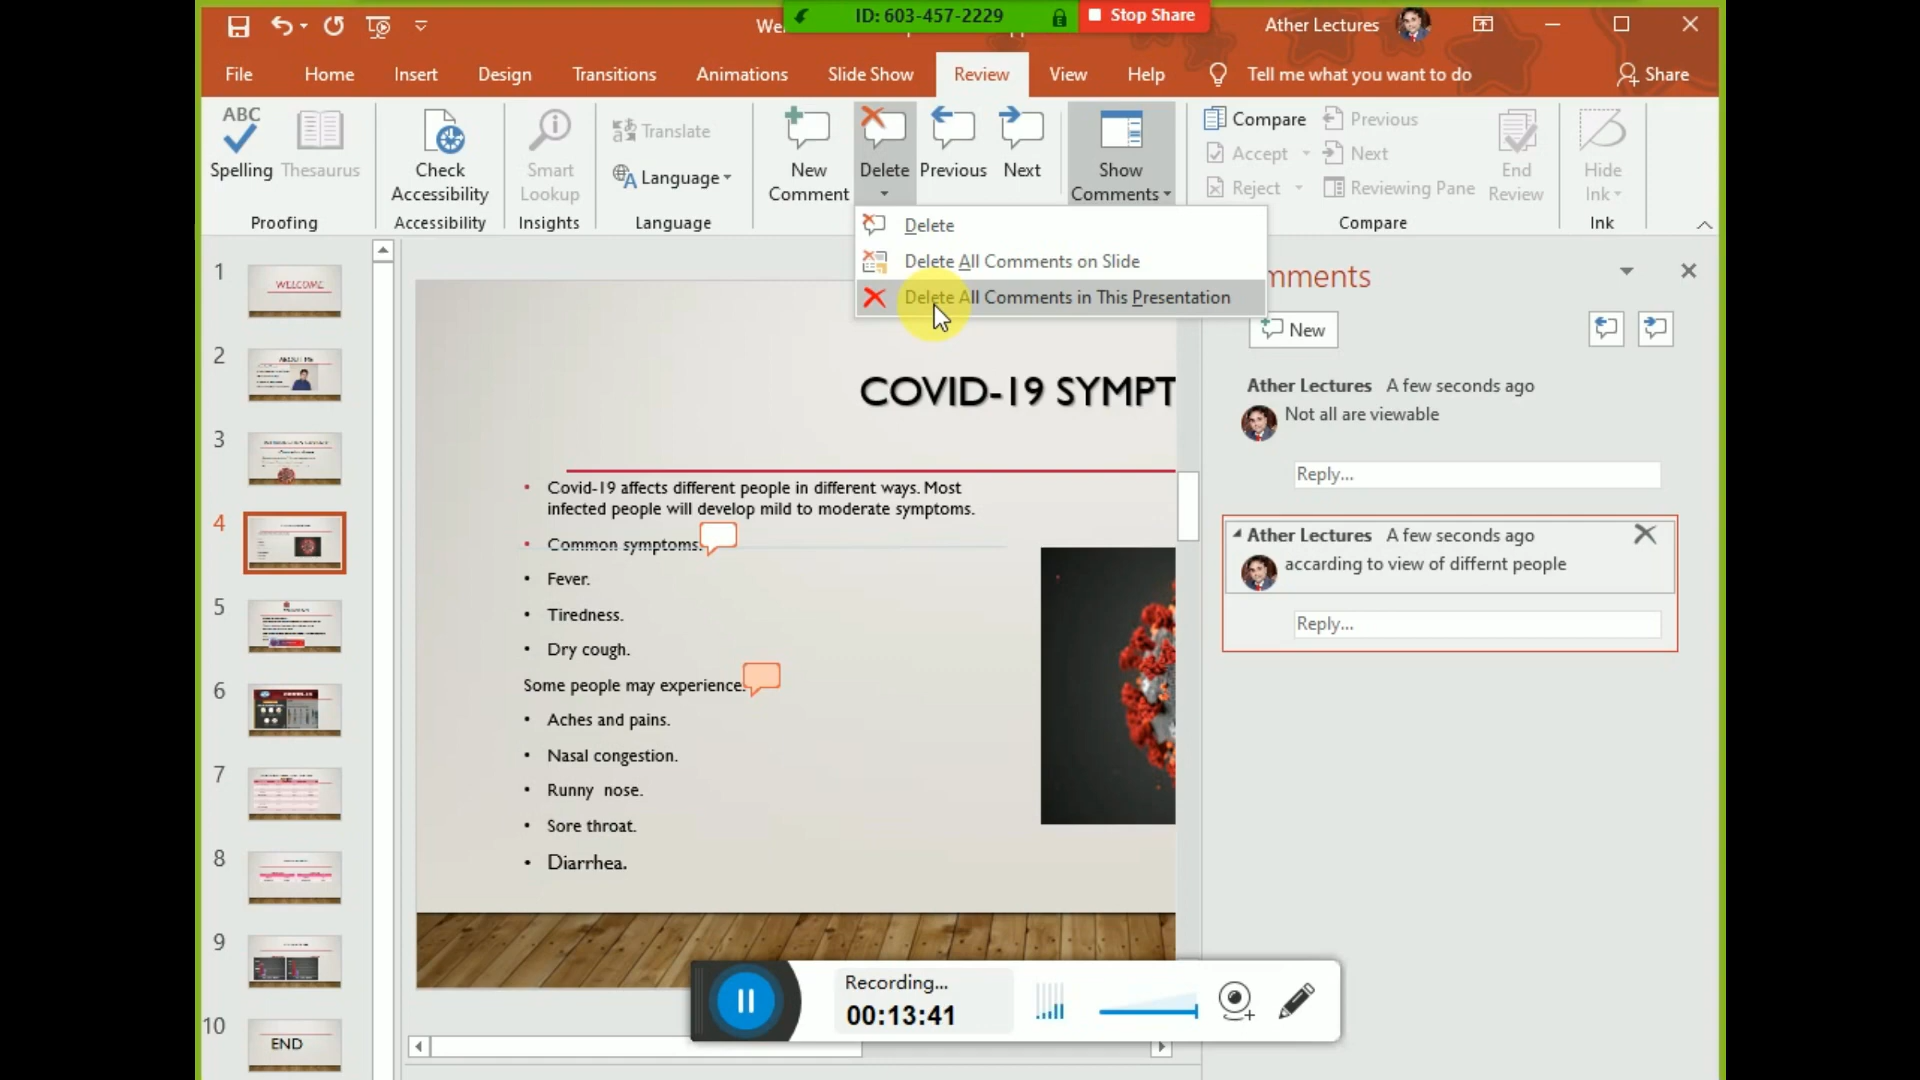 ID: 603-457-2229
Stop Share
Ather Lectures
File
Home
Insert
Design
Transitions
Animations
Slide Show
Review
View
Help
Tell me what you want to do
Share
ABC
Spelling
Thesaurus
Proofing
Check
Accessibility
Accessibility
Smart
Lookup
Insights
Translate
Language
Language
New
Comment
Delete
Previous
Next
Show
Comments
Compare
Accept
Reject
Previous
Next
Reviewing Pane
End
Review
Compare
Hide
Ink
Ink
Delete
Delete All Comments on Slide
Delete All Comments in This Presentation
mments
New
Ather Lectures A few seconds ago
Not all are viewable
Reply...
Ather Lectures A few seconds ago
accarding to view of differnt people
Reply...
1
WELCOME
2
ABOUT ME
3
4
5
6
7
8
9
10
END
COVID-19 SYMPT
• Covid-19 affects different people in different ways. Most
infected people will develop mild to moderate symptoms.
• Common symptoms.
• Fever.
• Tiredness.
• Dry cough.
Some people may experience.
• Aches and pains.
• Nasal congestion.
• Runny nose.
• Sore throat.
• Diarrhea.
Recording...
00:13:41